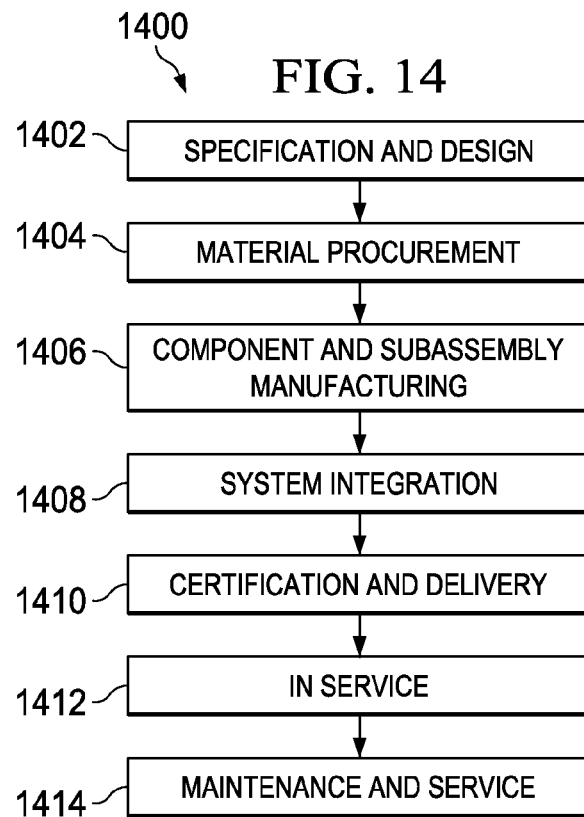 1400
FIG. 14
1402
SPECIFICATION AND DESIGN
1404
MATERIAL PROCUREMENT
1406
COMPONENT AND SUBASSEMBLY
MANUFACTURING
1408
SYSTEM INTEGRATION
1410
CERTIFICATION AND DELIVERY
1412
IN SERVICE
1414
MAINTENANCE AND SERVICE